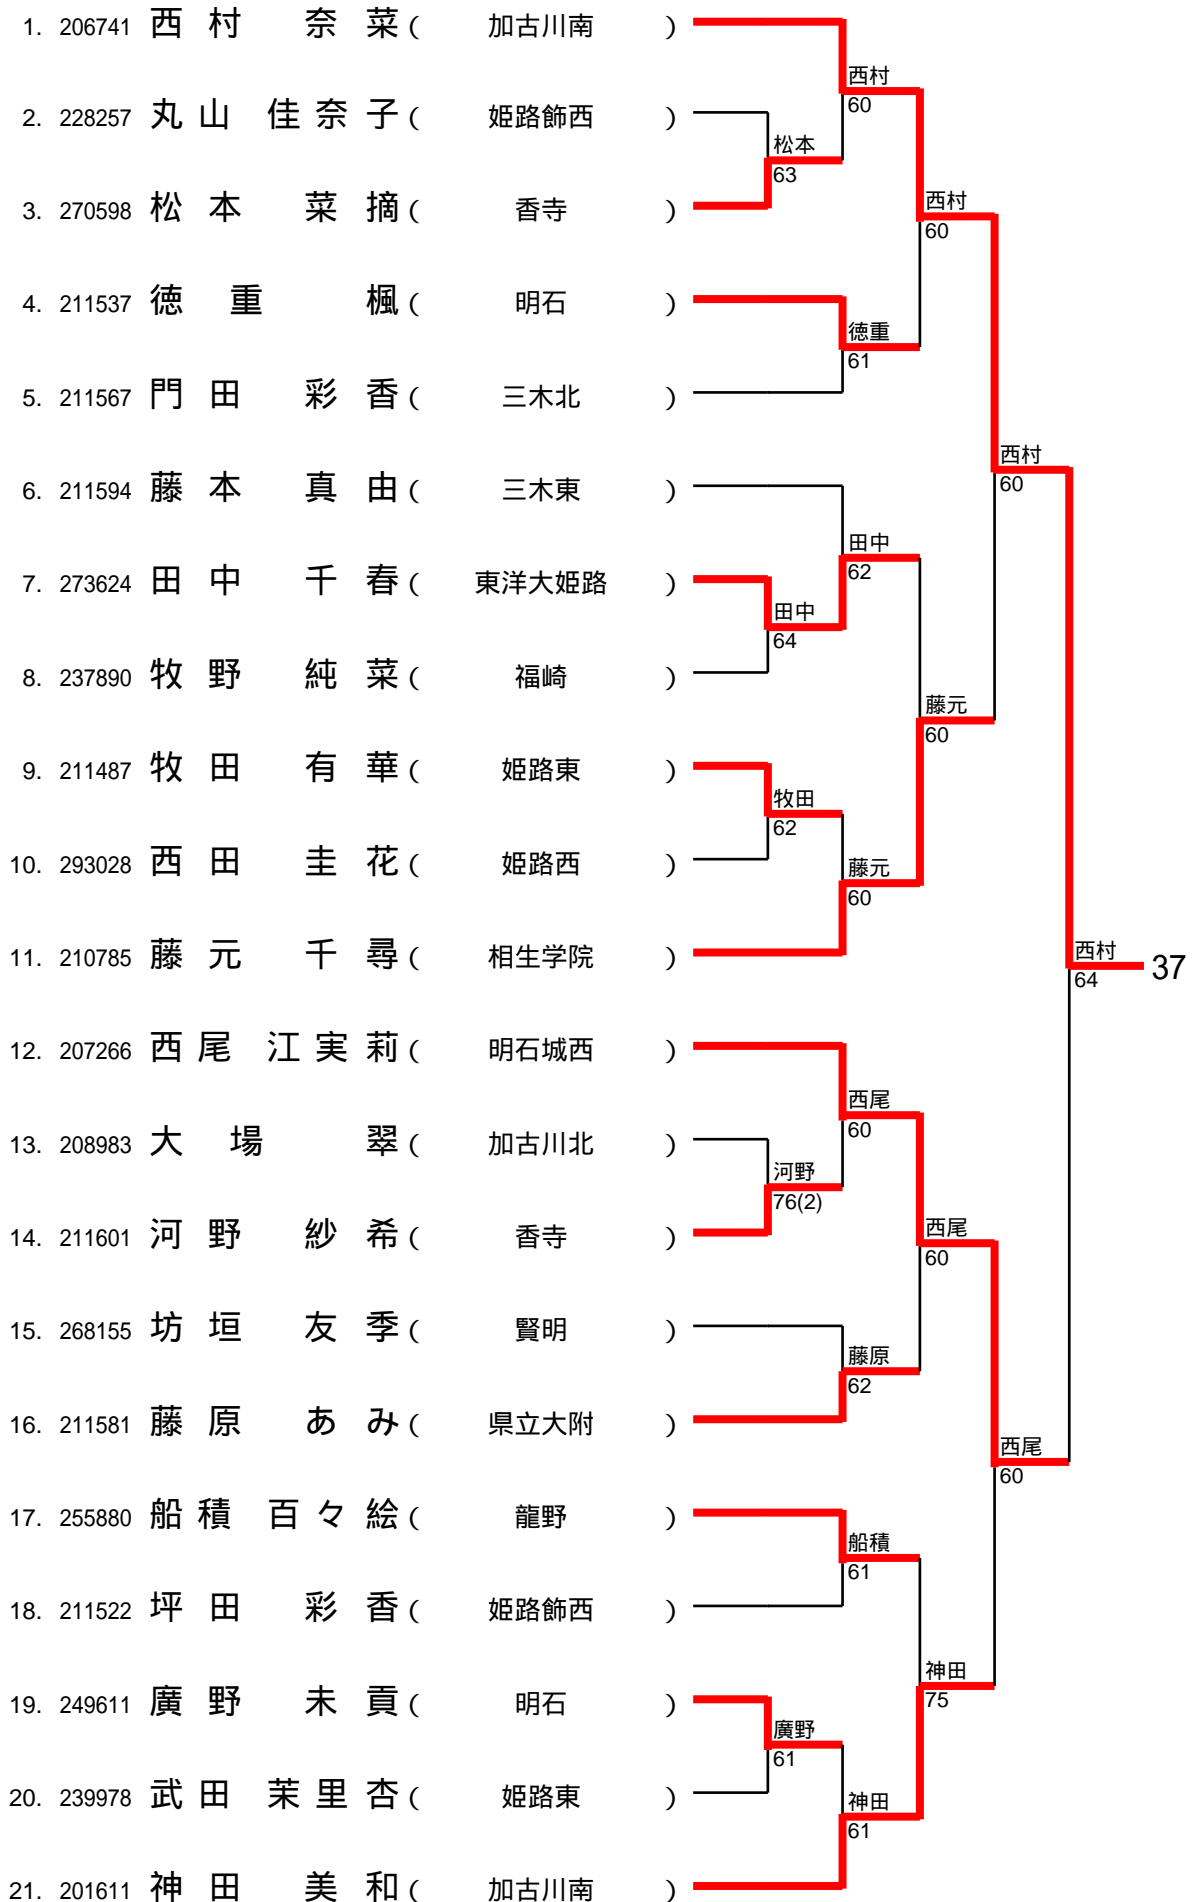 1. 206741 西村 奈菜 ( 加古川南 )
西村
60
2. 228257 丸山 佳奈子 ( 姫路飾西 )
松本
63
3. 270598 松本 菜摘 ( 香寺 )
西村
60
4. 211537 徳重 楓 ( 明石 )
徳重
61
5. 211567 門田 彩香 ( 三木北 )
西村
60
6. 211594 藤本 真由 ( 三木東 )
田中
62
7. 273624 田中 千春 ( 東洋大姫路 )
田中
64
8. 237890 牧野 純菜 ( 福崎 )
藤元
60
9. 211487 牧田 有華 ( 姫路東 )
牧田
62
10. 293028 西田 圭花 ( 姫路西 )
藤元
60
11. 210785 藤元 千尋 ( 相生学院 )
西村
64
37
12. 207266 西尾 江実莉 ( 明石城西 )
西尾
60
13. 208983 大場 翠 ( 加古川北 )
河野
76(2)
14. 211601 河野 紗希 ( 香寺 )
西尾
60
15. 268155 坊垣 友季 ( 賢明 )
藤原
62
16. 211581 藤原 あみ ( 県立大附 )
西尾
60
17. 255880 船積 百々絵 ( 龍野 )
船積
61
18. 211522 坪田 彩香 ( 姫路飾西 )
神田
75
19. 249611 廣野 未貢 ( 明石 )
廣野
61
20. 239978 武田 茉里杏 ( 姫路東 )
神田
61
21. 201611 神田 美和 ( 加古川南 )